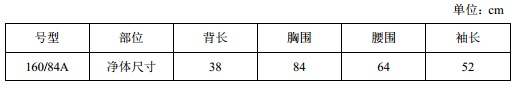 单位：cm
号型 部位 背长 胸围 腰围 袖长
160/84A 净体尺寸 38 84 64 52